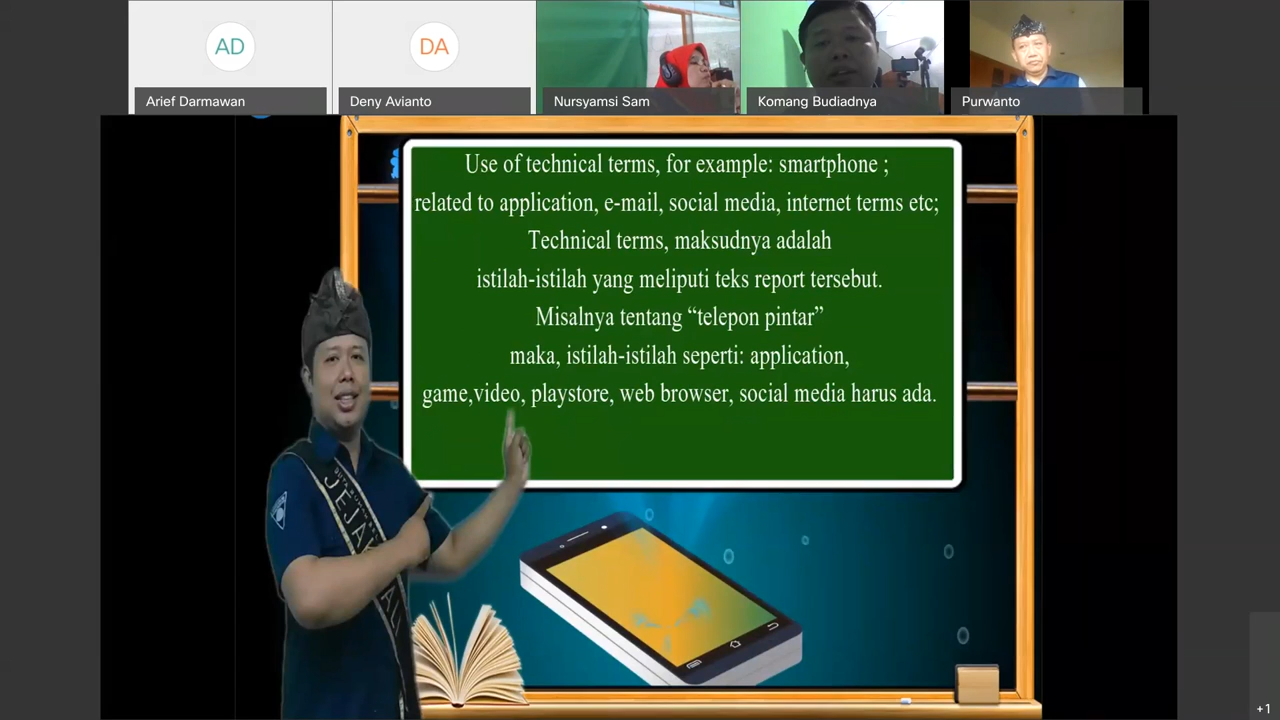 AD
DA
Arief Darmawan
Deny Avianto
Nursyamsi Sam
Komang Budiadnya
Purwanto
Use of technical terms, for example: smartphone ;
related to application, e-mail, social media, internet terms etc;
Technical terms, maksudnya adalah
istilah-istilah yang meliputi teks report tersebut.
Misalnya tentang “telepon pintar”
maka, istilah-istilah seperti: application,
game,video, playstore, web browser, social media harus ada.
+1